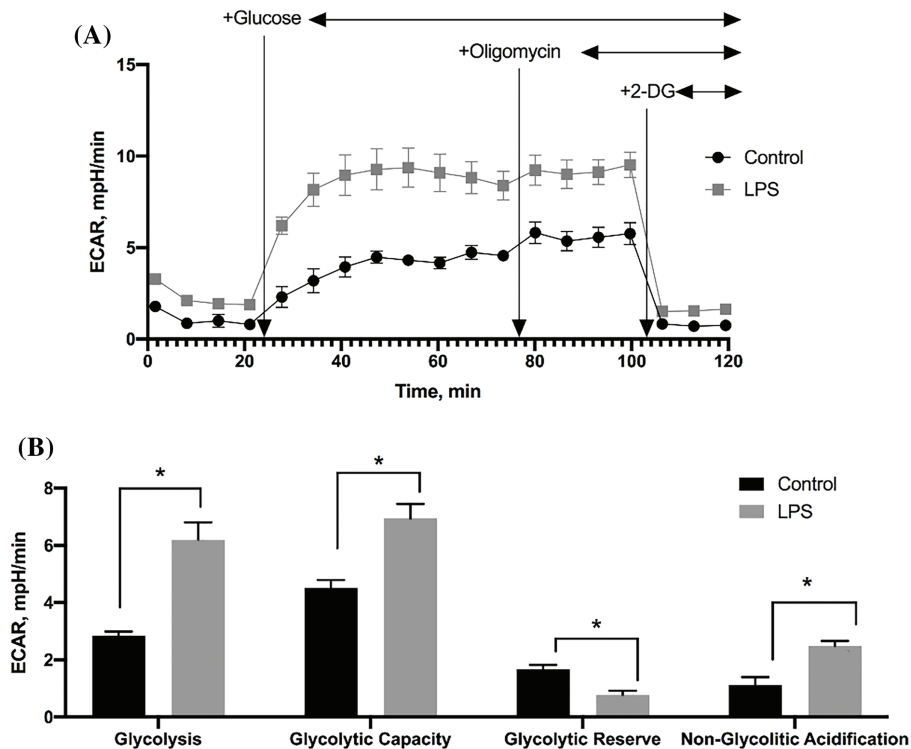 (A)
+Glucose
+Oligomycin
+2-DG
15
10
5
0
ECAR, mpH/min
Control
LPS
0 20 40 60 80 100 120
Time, min
(B)
8
6
4
2
0
ECAR, mpH/min
* * * *
Control
LPS
Glycolysis Glycolytic Capacity Glycolytic Reserve Non-Glycolitic Acidification